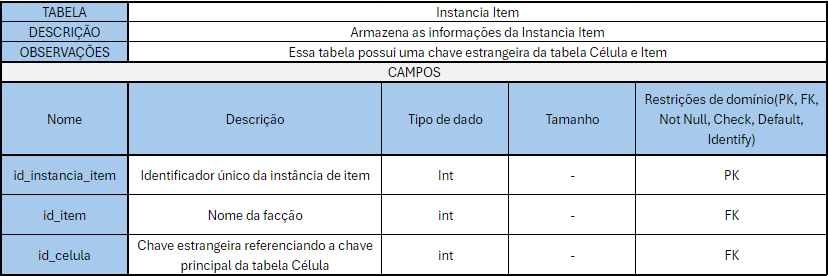 TABELA Instancia Item
DESCRIÇÃO Armazena as informações da Instancia Item
OBSERVAÇÕES Essa tabela possui uma chave estrangeira da tabela Célula e Item
CAMPOS
Nome Descrição Tipo de dado Tamanho Restrições de domínio(PK, FK,
Not Null, Check, Default,
Identify)
id_instancia_item Identificador único da instância de item Int - PK
id_item Nome da facção int - FK
id_celula Chave estrangeira referenciando a chave
principal da tabela Célula int - FK